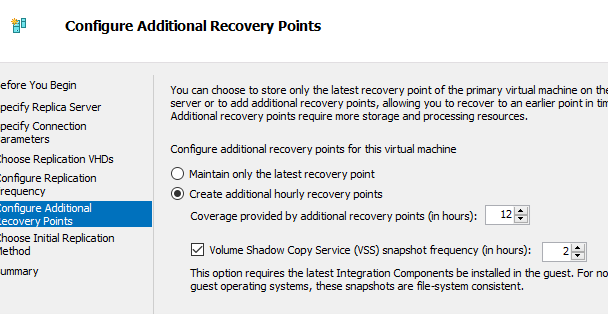 Configure Additional Recovery Points
efore You Begin
pecify Replica Server
pecify Connection
arameters
hoose Replication VHDs
onfigure Replication
requency
onfigure Additional
ecovery Points
hoose Initial Replication
ethod
ummary
You can choose to store only the latest recovery point of the primary virtual machine on the
server or to add additional recovery points, allowing you to recover to an earlier point in tim
Additional recovery points require more storage and processing resources.
Configure additional recovery points for this virtual machine
Maintain only the latest recovery point
Create additional hourly recovery points
Coverage provided by additional recovery points (in hours): 12
Volume Shadow Copy Service (VSS) snapshot frequency (in hours): 2
This option requires the latest Integration Components be installed in the guest. For no
guest operating systems, these snapshots are file-system consistent.